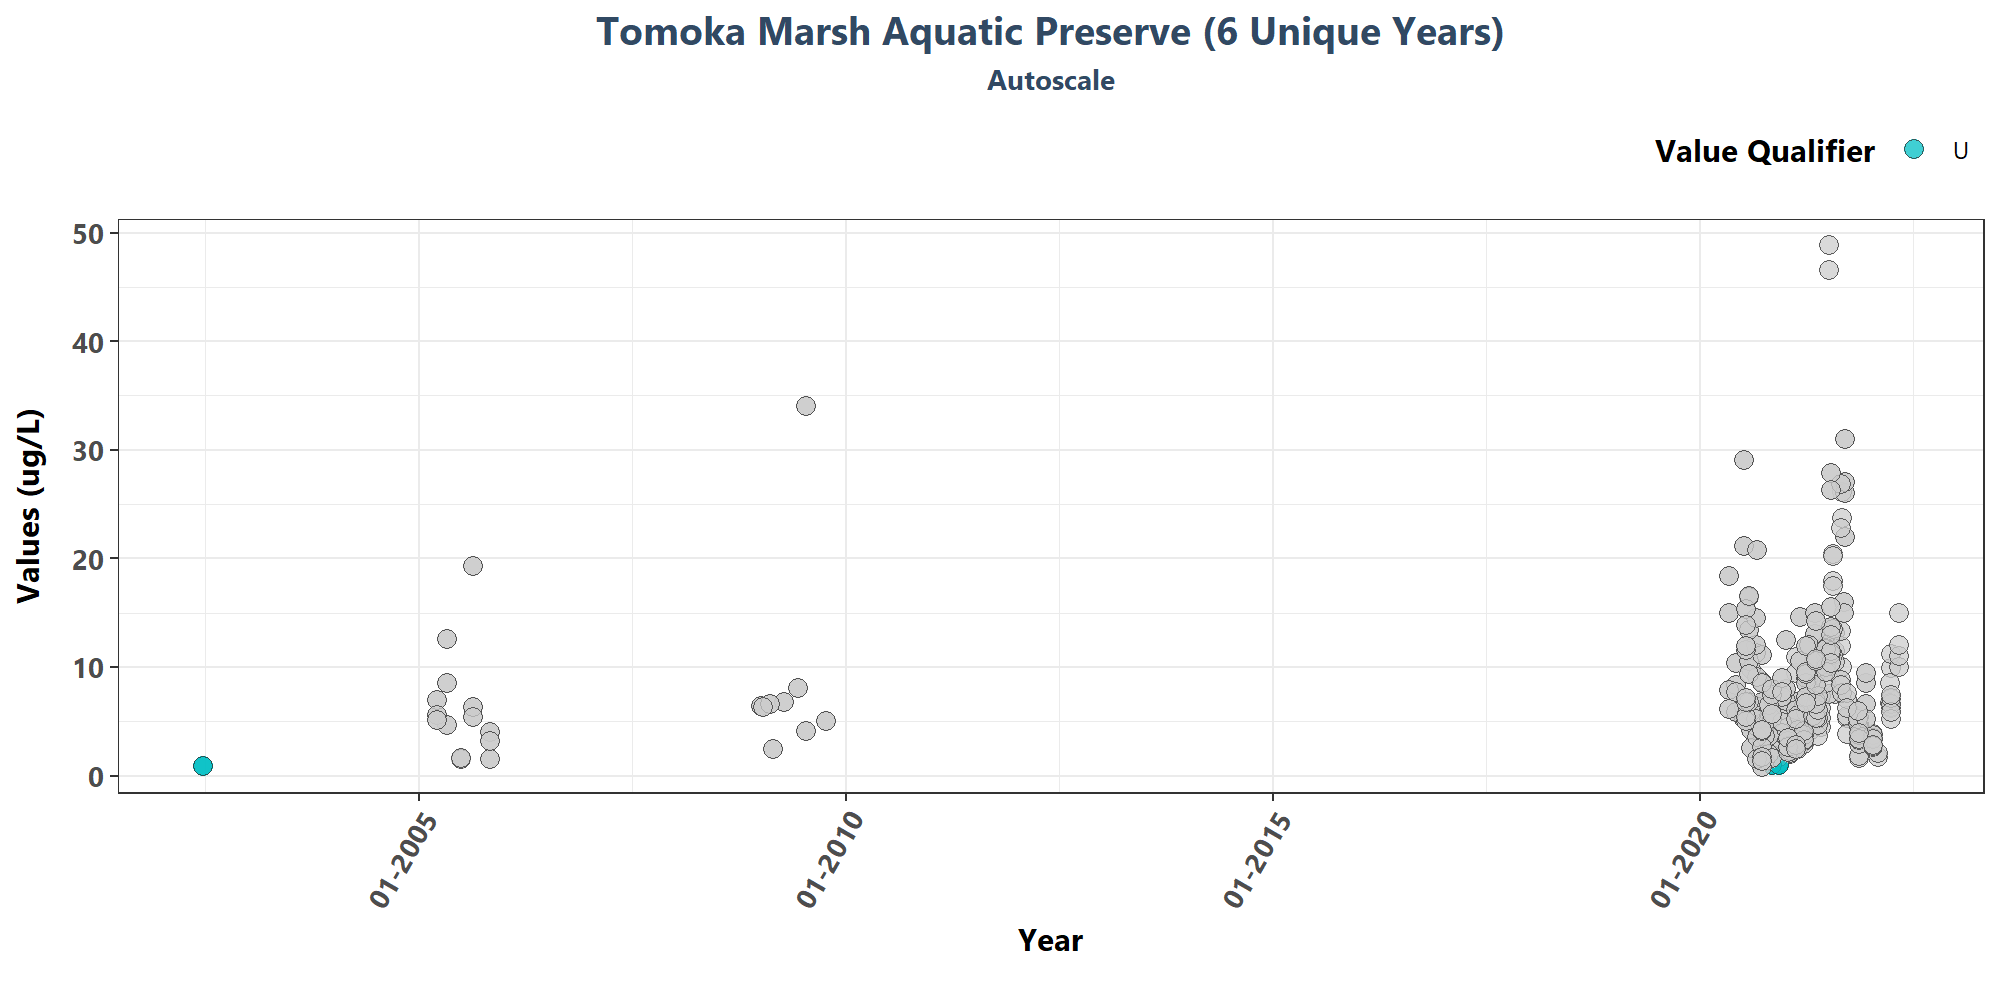 Tomoka Marsh Aquatic Preserve (6 Unique Years)
Autoscale
Value Qualifier U
Values (ug/L)
50
40
30
20
10
0
01-2005 01-2010 01-2015 01-2020
Year